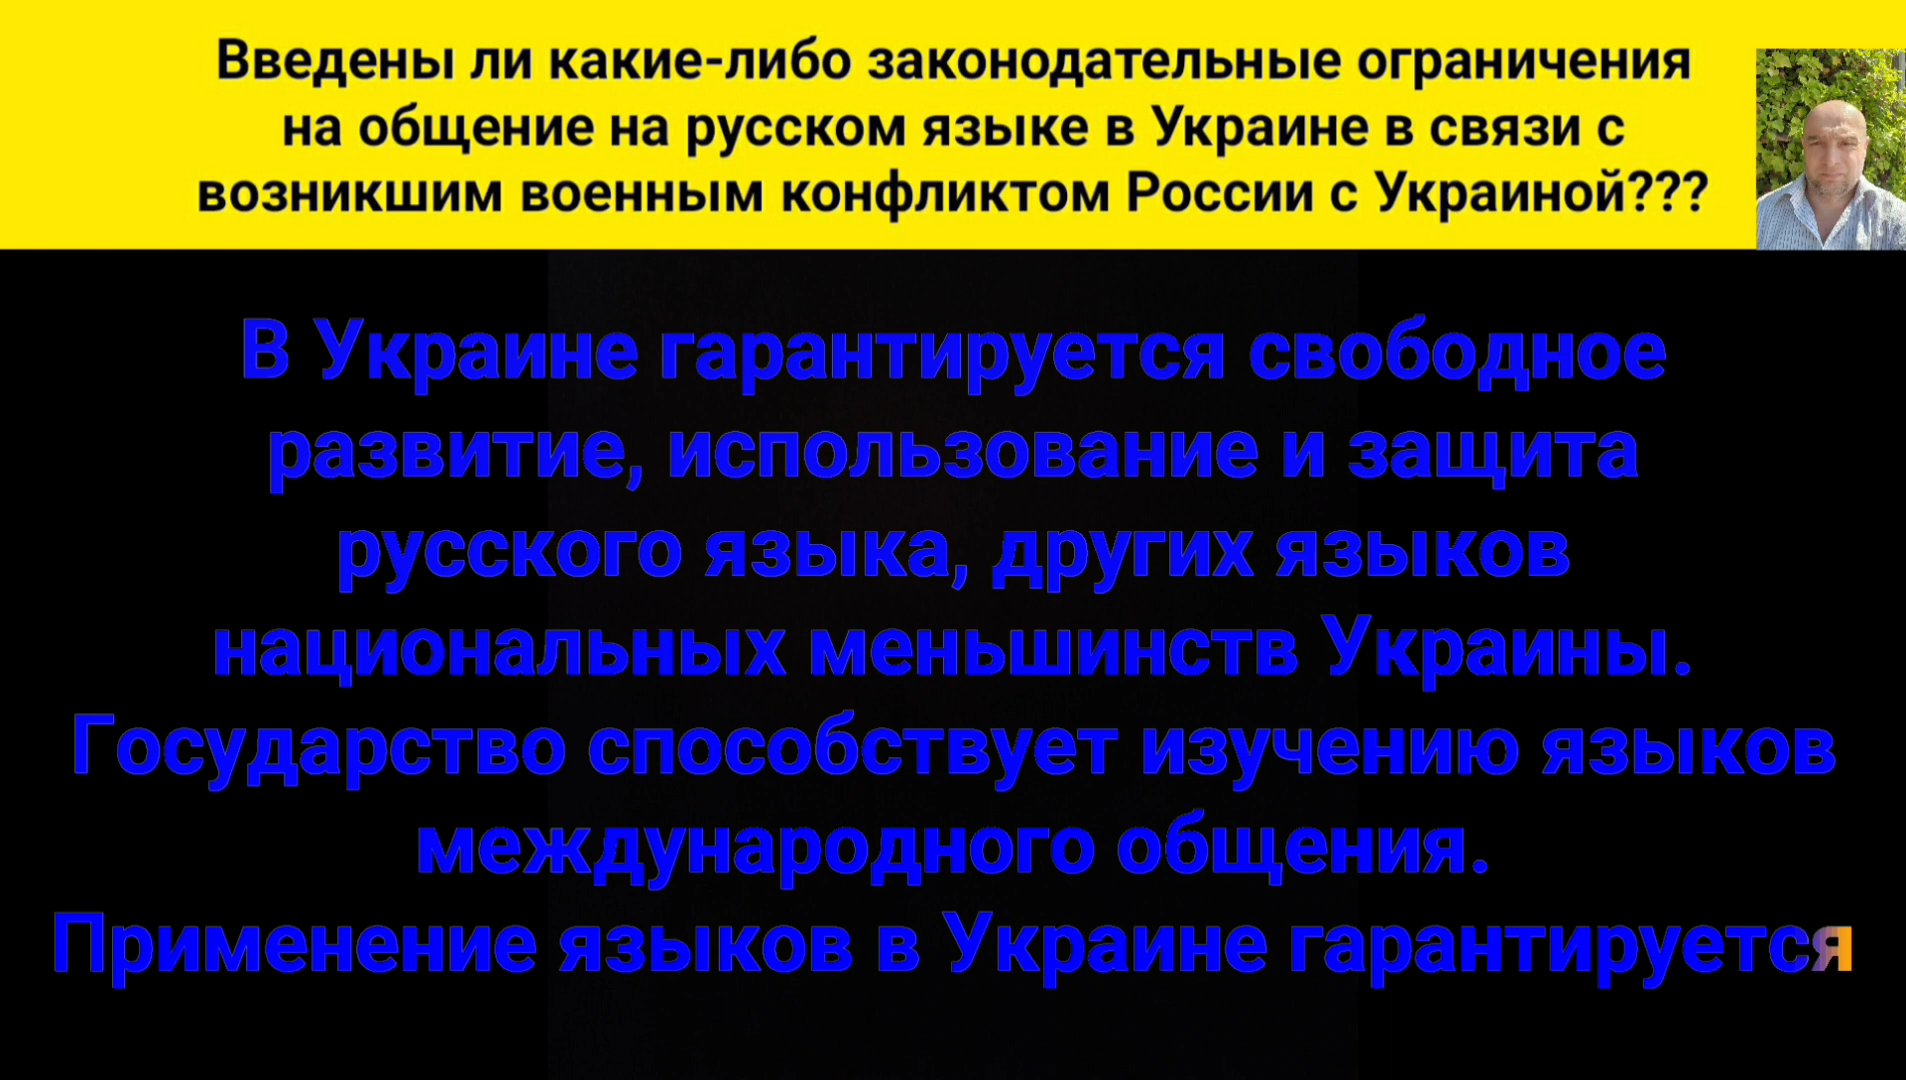 Введены ли какие-либо законодательные ограничения
на общение на русском языке в Украине в связи с
возникшим военным конфликтом России с Украиной???
В Украине гарантируется свободное
развитие, использование и защита
русского языка, других языков
национальных меньшинств Украины.
Государство способствует изучению языков
международного общения.
Применение языков в Украине гарантируется